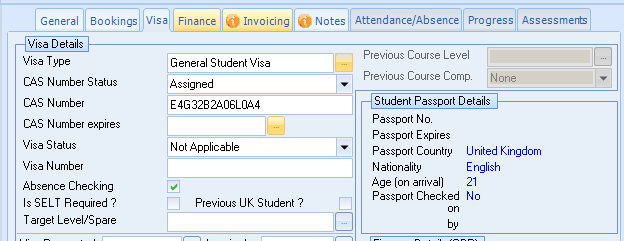 General Bookings Visa Finance Invoicing Notes Attendance/Absence Progress Assessments
Visa Details
Visa Type General Student Visa ...
CAS Number Status Assigned
CAS Number E4G32B2A06L0A4
CAS Number expires ...
Visa Status Not Applicable
Visa Number
Absence Checking
Is SELT Required ? Previous UK Student ?
Target Level/Spare ...
Previous Course Level ...
Previous Course Comp. None
Student Passport Details
Passport No.
Passport Expires
Passport Country United Kingdom
Nationality English
Age (on arrival) 21
Passport Checked No
on
by